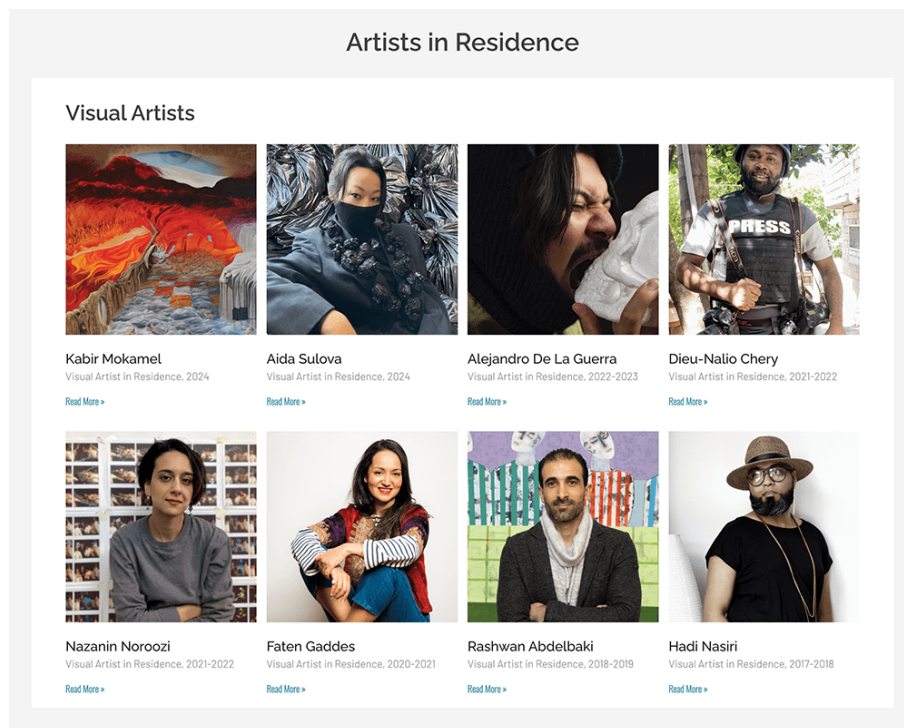 Artists in Residence
Visual Artists
PRESS
Kabir Mokamel
Visual Artist in Residence, 2024
Read More »
Aida Sulova
Visual Artist in Residence, 2024
Read More »
Alejandro De La Guerra
Visual Artist in Residence, 2022-2023
Read More »
Dieu-Nalio Chery
Visual Artist in Residence, 2021-2022
Read More »
Nazanin Noroozi
Visual Artist in Residence, 2021-2022
Read More »
Faten Gaddes
Visual Artist in Residence, 2020-2021
Read More »
Rashwan Abdelbaki
Visual Artist in Residence, 2018-2019
Read More »
Hadi Nasiri
Visual Artist in Residence, 2017-2018
Read More »